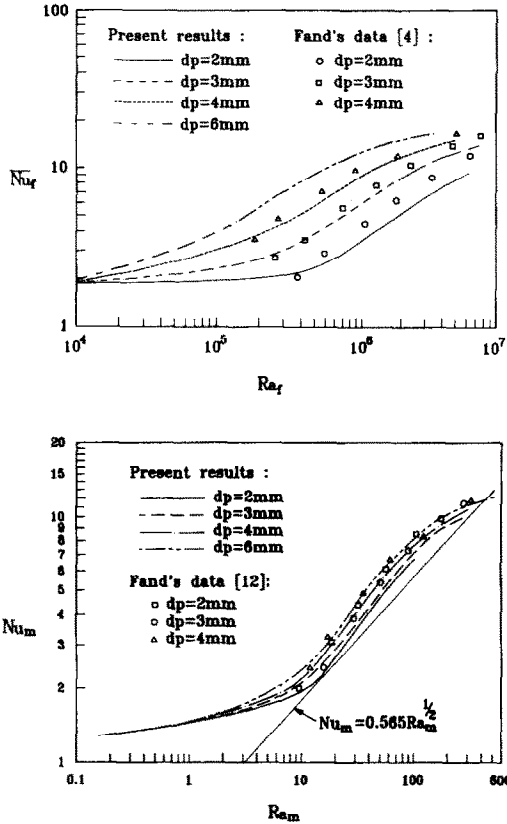 100
Present results :
Fand's data [4] :
dp=2mm
dp=2mm
dp=3mm
dp=3mm
dp=4mm
dp=4mm
dp=6mm
Nu_f
10
1
10^4
10^5
10^6
10^7
Ra_f
20
15
Present results :
dp=2mm
dp=3mm
dp=4mm
dp=6mm
10
9
8
7
6
5
4
3
2
1
Fand's data [12]:
dp=2mm
dp=3mm
dp=4mm
Nu_m
Nu_m=0.565Ra_m^1/2
0.1
1
10
100
600
Ra_m